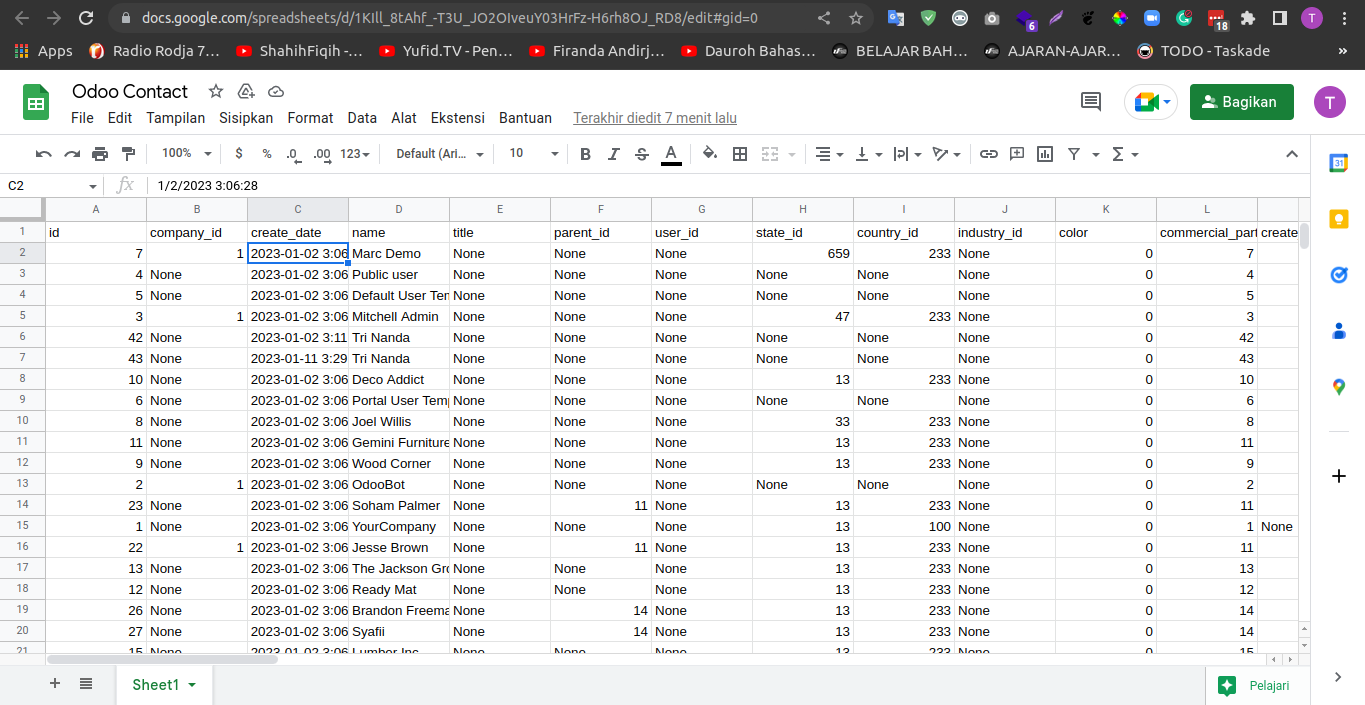 docs.google.com/spreadsheets/d/1KIll_8tAhf_-T3U_JO2OIveuY03HrFz-H6rh8OJ_RD8/edit#gid=0 6 18 T
Apps Radio Rodja 7... ShahihFiqih -... Yufid.TV - Pen... Firanda Andirj... Dauroh Bahas... BELAJAR BAH... AJARAN-AJAR... TODO - Taskade »
Odoo Contact
File Edit Tampilan Sisipkan Format Data Alat Ekstensi Bantuan Terakhir diedit 7 menit lalu Bagikan T
100% $ % .0 .00 123 Default (Ari... 10 B I S A Σ 31
C2 fx 1/2/2023 3:06:28
A B C D E F G H I J K L
1 id company_id create_date name title parent_id user_id state_id country_id industry_id color commercial_part create
2 7 1 2023-01-02 3:06 Marc Demo None None None 659 233 None 0 7
3 4 None 2023-01-02 3:06 Public user None None None None None None 0 4
4 5 None 2023-01-02 3:06 Default User Tem None None None None None None 0 5
5 3 1 2023-01-02 3:06 Mitchell Admin None None None 47 233 None 0 3
6 42 None 2023-01-02 3:11 Tri Nanda None None None None None None 0 42
7 43 None 2023-01-11 3:29 Tri Nanda None None None None None None 0 43
8 10 None 2023-01-02 3:06 Deco Addict None None None 13 233 None 0 10
9 6 None 2023-01-02 3:06 Portal User Temp None None None None None None 0 6
10 8 None 2023-01-02 3:06 Joel Willis None None None 33 233 None 0 8
11 11 None 2023-01-02 3:06 Gemini Furniture None None None 13 233 None 0 11
12 9 None 2023-01-02 3:06 Wood Corner None None None 13 233 None 0 9
13 2 1 2023-01-02 3:06 OdooBot None None None None None None 0 2
14 23 None 2023-01-02 3:06 Soham Palmer None 11 None 13 233 None 0 11
15 1 None 2023-01-02 3:06 YourCompany None None None 13 100 None 0 1 None
16 22 1 2023-01-02 3:06 Jesse Brown None 11 None 13 233 None 0 11
17 13 None 2023-01-02 3:06 The Jackson Gro None None None 13 233 None 0 13
18 12 None 2023-01-02 3:06 Ready Mat None None None 13 233 None 0 12
19 26 None 2023-01-02 3:06 Brandon Freema None 14 None 13 233 None 0 14
20 27 None 2023-01-02 3:06 Syafii None 14 None 13 233 None 0 14
21 15 None 2023-01-02 3:06 Lumber Inc None None None 13 233 None 0 15
Sheet1 Pelajari